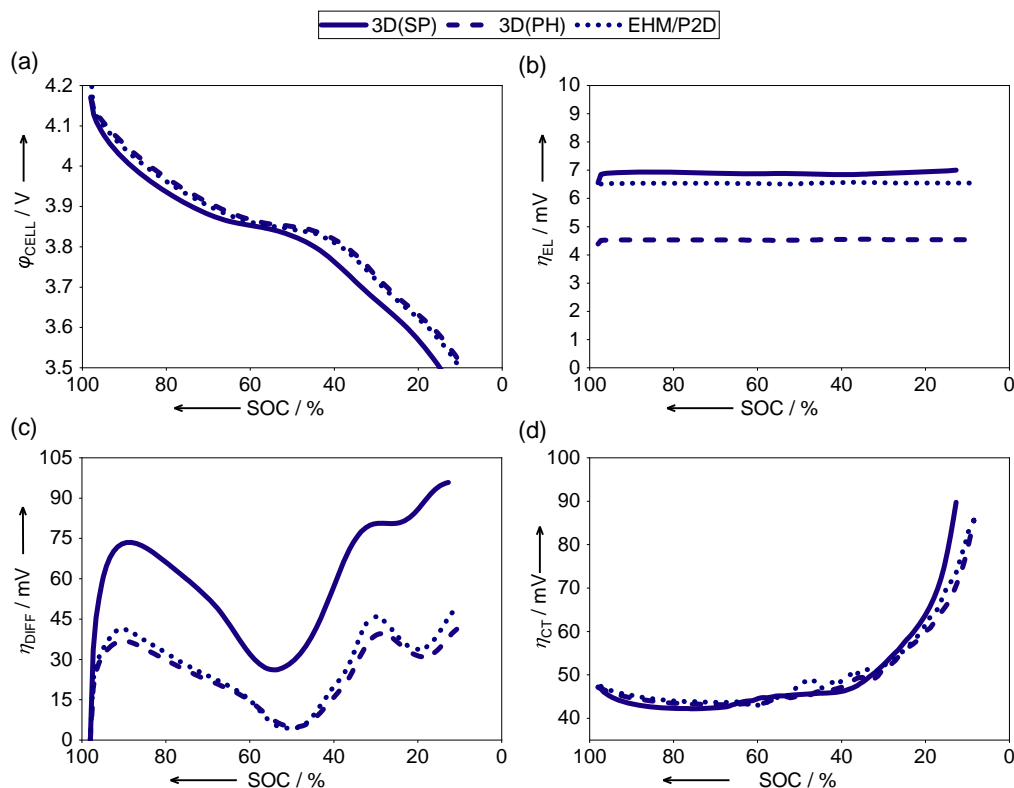 3D(SP) 3D(PH) EHM/P2D
(a)
4.2
4.1
4
3.9
3.8
3.7
3.6
3.5
φCELL / V
100 80 60 40 20 0
SOC / %
(b)
10
9
8
7
6
5
4
3
2
1
0
ηEL / mV
100 80 60 40 20 0
SOC / %
(c)
105
90
75
60
45
30
15
0
ηDIFF / mV
100 80 60 40 20 0
SOC / %
(d)
100
90
80
70
60
50
40
ηCT / mV
100 80 60 40 20 0
SOC / %